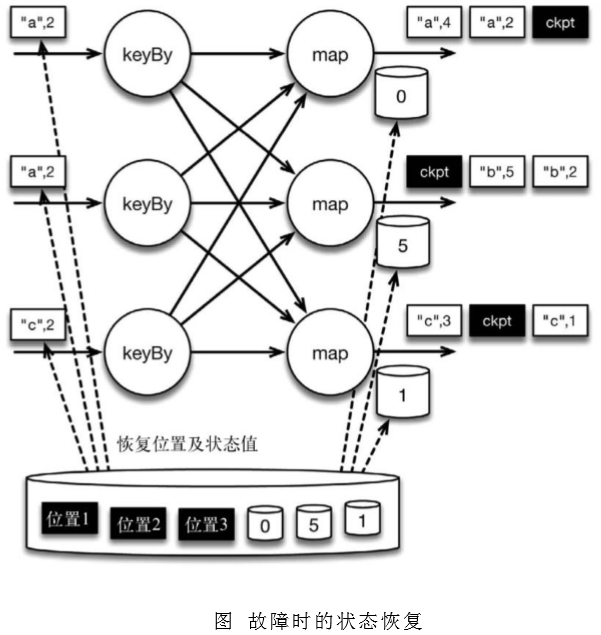 "a",2
keyBy
map
"a",4 "a",2 ckpt
0
"a",2
keyBy
map
ckpt "b",5 "b",2
5
"c",2
keyBy
map
"c",3 ckpt "c",1
1
恢复位置及状态值
位置1 位置2 位置3 0 5 1
图 故障时的状态恢复